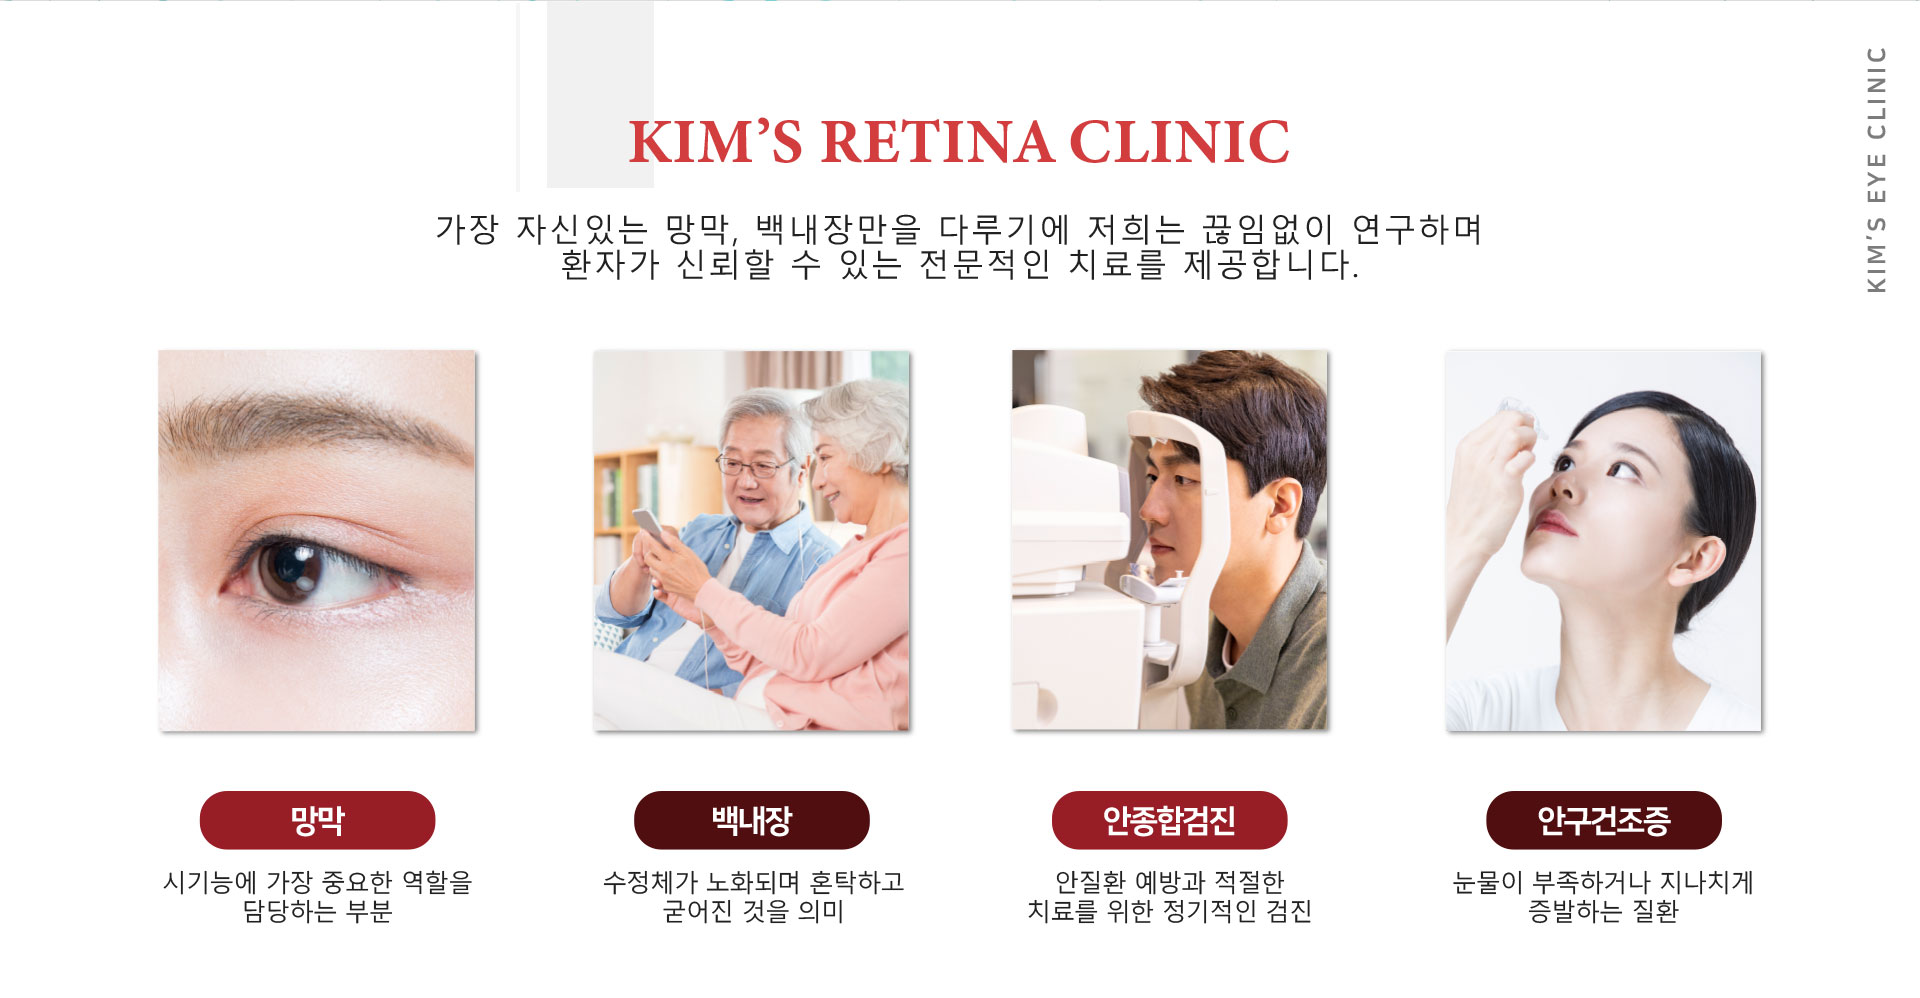 KIM'S EYE CLINIC
KIM’S RETINA CLINIC
가장 자신있는 망막, 백내장만을 다루기에 저희는 끊임없이 연구하며
환자가 신뢰할 수 있는 전문적인 치료를 제공합니다.
망막
시기능에 가장 중요한 역할을
담당하는 부분
백내장
수정체가 노화되며 혼탁하고
굳어진 것을 의미
안종합검진
안질환 예방과 적절한
치료를 위한 정기적인 검진
안구건조증
눈물이 부족하거나 지나치게
증발하는 질환